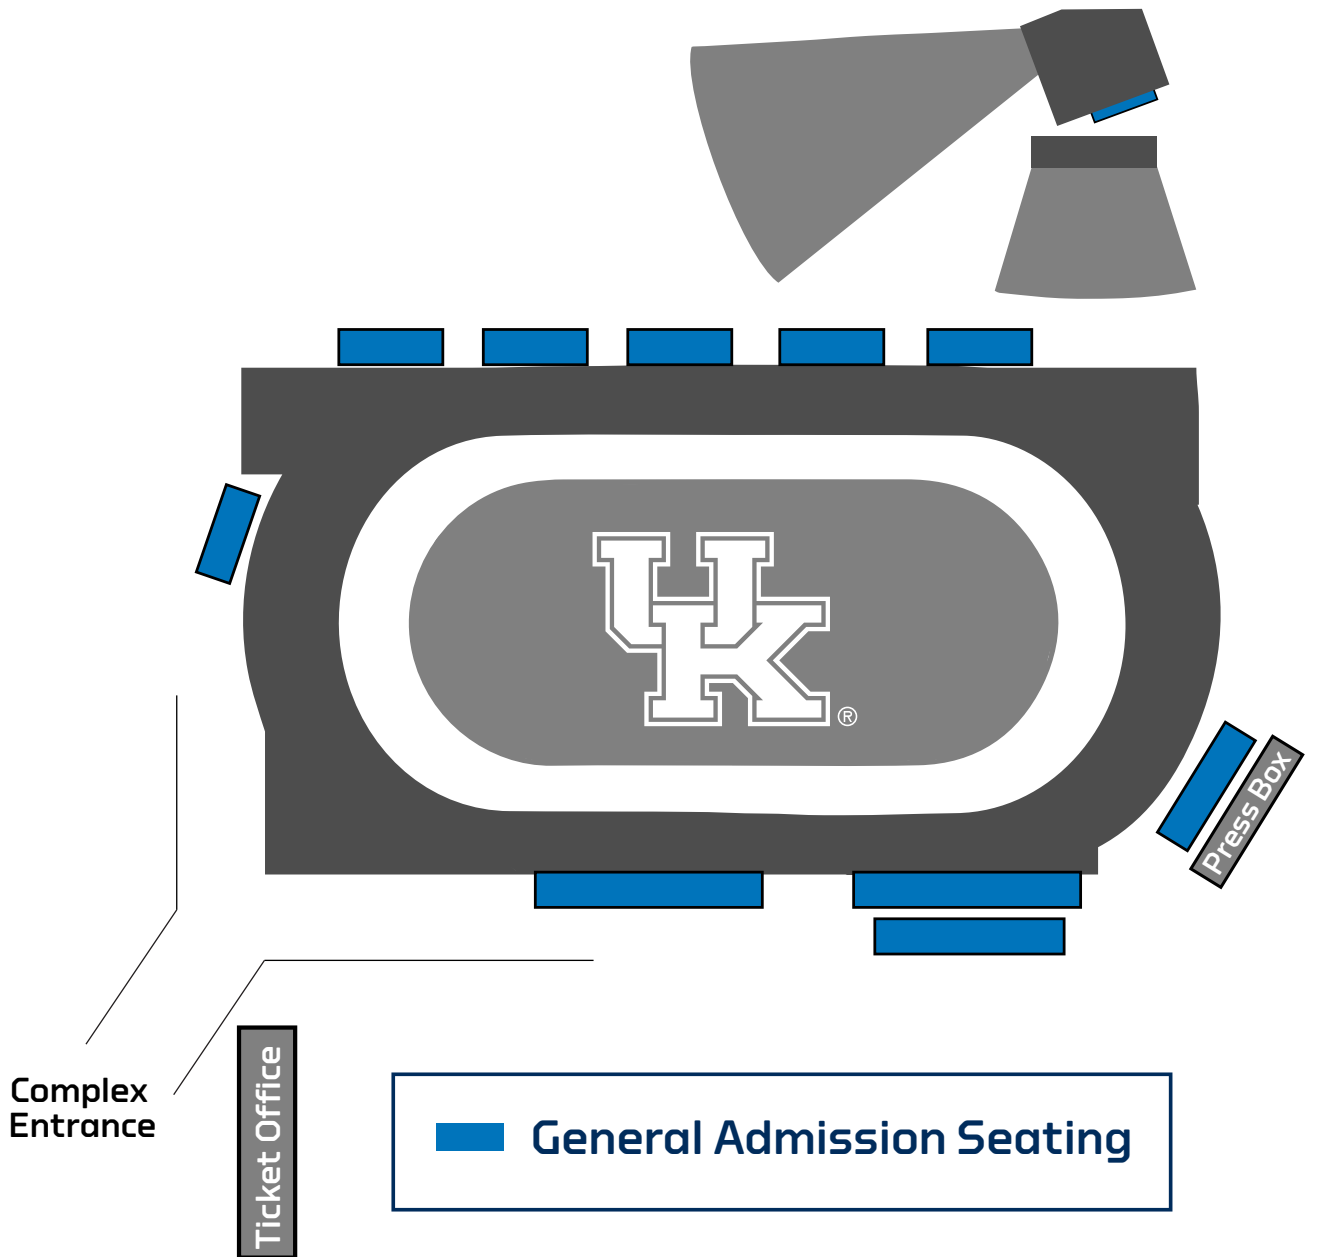 UK
®
Press Box
Complex
Entrance
Ticket Office
General Admission Seating